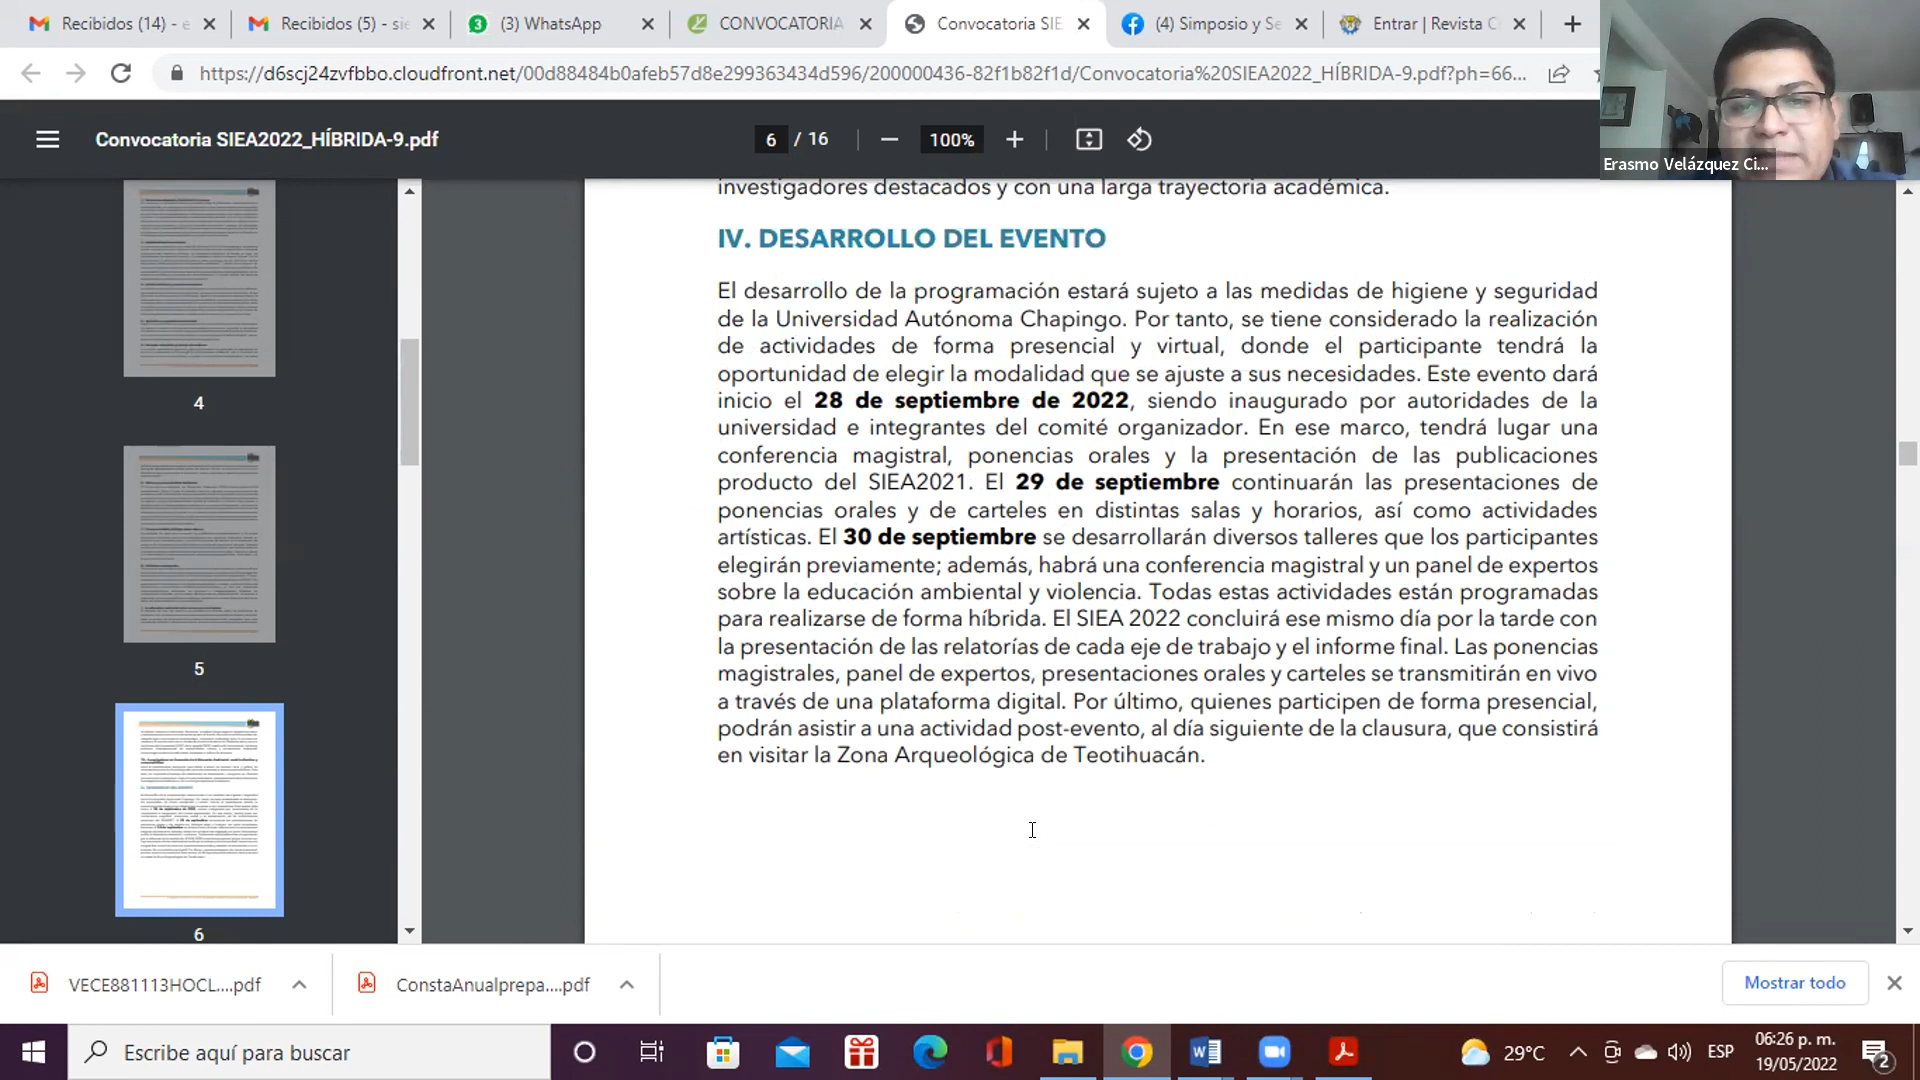 Recibidos (14) - e
Recibidos (5) - sie
(3) WhatsApp
CONVOCATORIA
Convocatoria SIE
(4) Simposio y Se
Entrar | Revista C
https://d6scj24zvfbbo.cloudfront.net/00d88484b0afeb57d8e299363434d596/200000436-82f1b82f1d/Convocatoria%20SIEA2022_HÍBRIDA-9.pdf?ph=66...
Convocatoria SIEA2022_HÍBRIDA-9.pdf
6 / 16
100%
Erasmo Velázquez Ci...
4
5
6
investigadores destacados y con una larga trayectoria académica.
IV. DESARROLLO DEL EVENTO
El desarrollo de la programación estará sujeto a las medidas de higiene y seguridad
de la Universidad Autónoma Chapingo. Por tanto, se tiene considerado la realización
de actividades de forma presencial y virtual, donde el participante tendrá la
oportunidad de elegir la modalidad que se ajuste a sus necesidades. Este evento dará
inicio el 28 de septiembre de 2022, siendo inaugurado por autoridades de la
universidad e integrantes del comité organizador. En ese marco, tendrá lugar una
conferencia magistral, ponencias orales y la presentación de las publicaciones
producto del SIEA2021. El 29 de septiembre continuarán las presentaciones de
ponencias orales y de carteles en distintas salas y horarios, así como actividades
artísticas. El 30 de septiembre se desarrollarán diversos talleres que los participantes
elegirán previamente; además, habrá una conferencia magistral y un panel de expertos
sobre la educación ambiental y violencia. Todas estas actividades están programadas
para realizarse de forma híbrida. El SIEA 2022 concluirá ese mismo día por la tarde con
la presentación de las relatorías de cada eje de trabajo y el informe final. Las ponencias
magistrales, panel de expertos, presentaciones orales y carteles se transmitirán en vivo
a través de una plataforma digital. Por último, quienes participen de forma presencial,
podrán asistir a una actividad post-evento, al día siguiente de la clausura, que consistirá
en visitar la Zona Arqueológica de Teotihuacán.
VECE881113HOCL....pdf
ConstaAnualprepa....pdf
Mostrar todo
Escribe aquí para buscar
29°C
ESP
06:26 p. m.
19/05/2022
2